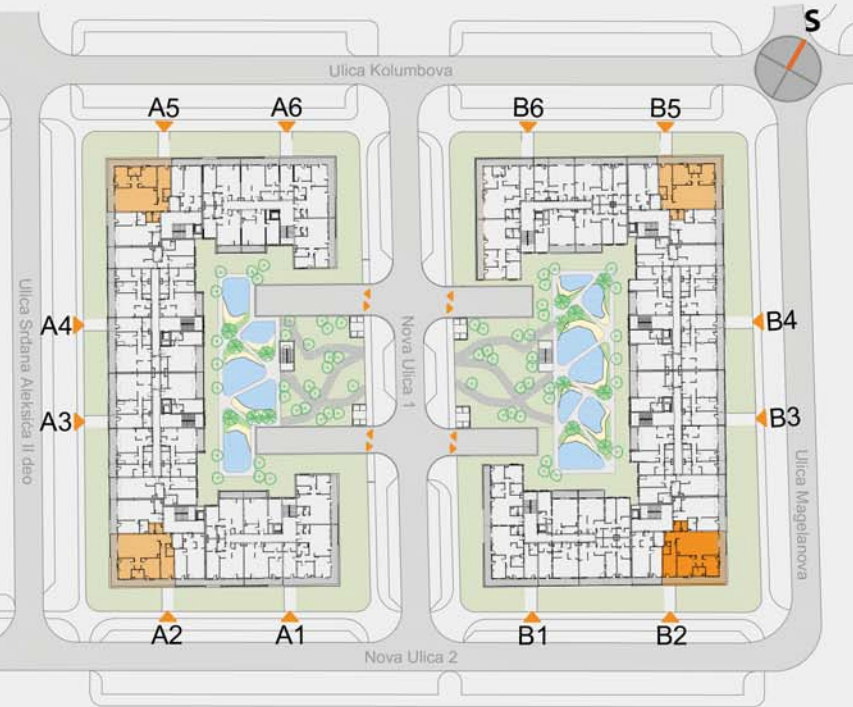 S
Ulica Kolumbova
A5
A6
B6
B5
A4
B4
A3
B3
Ulica Srđana Aleksića II deo
Nova Ulica 1
Ulica Magelanova
A2
A1
B1
B2
Nova Ulica 2